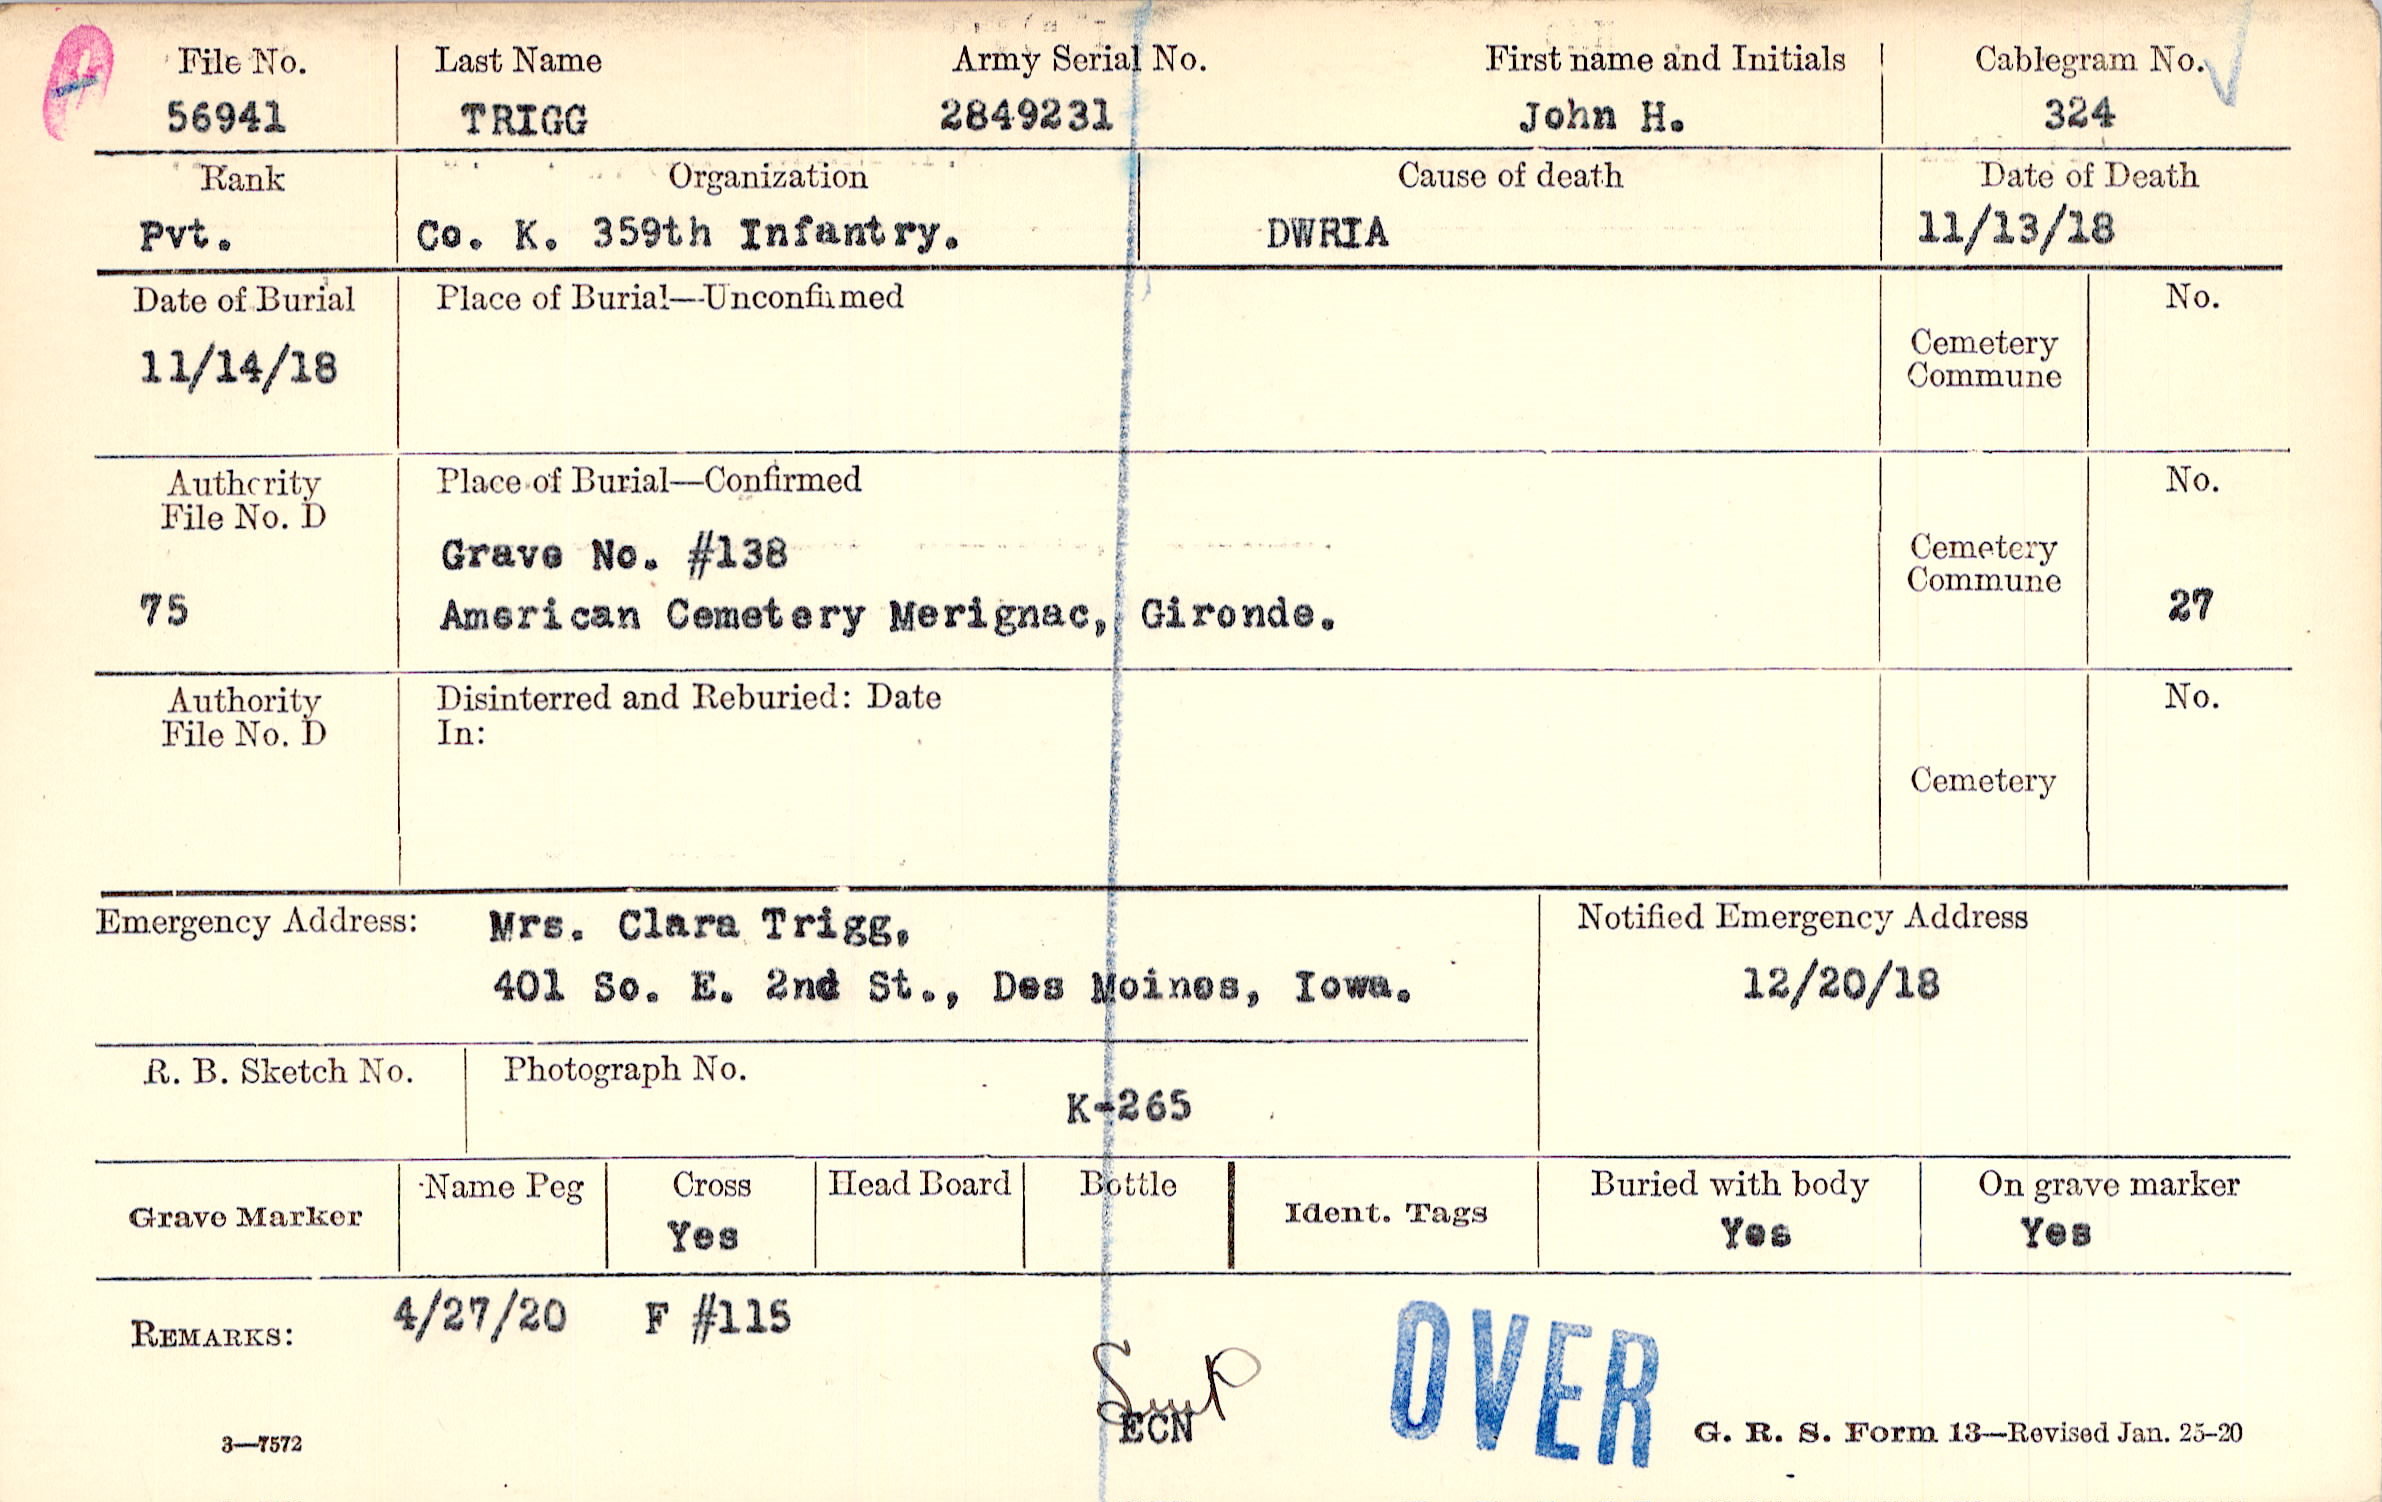 A
File No. Last Name Army Serial No. First name and Initials Cablegram No.
56941 TRIGG 2849231 John H. 324
Rank Organization Cause of death Date of Death
Pvt. Co. K. 359th Infantry. DWRIA 11/13/18
Date of Burial Place of Burial—Unconfirmed No.
11/14/18
Cemetery
Commune
Authority Place of Burial—Confirmed No.
File No. D
Grave No. #138
Cemetery
Commune
75 American Cemetery Merignac, Gironde. 27
Authority Disinterred and Reburied: Date No.
File No. D In:
Cemetery
Emergency Address: Mrs. Clara Trigg, Notified Emergency Address
401 So. E. 2nd St., Des Moines, Iowa. 12/20/18
R. B. Sketch No. Photograph No.
K-265
Grave Marker Name Peg Cross Head Board Bottle Ident. Tags Buried with body On grave marker
Yes Yes Yes
REMARKS: 4/27/20 F #115
OVER
ECN
3—7572 G. R. S. Form 13—Revised Jan. 25-20